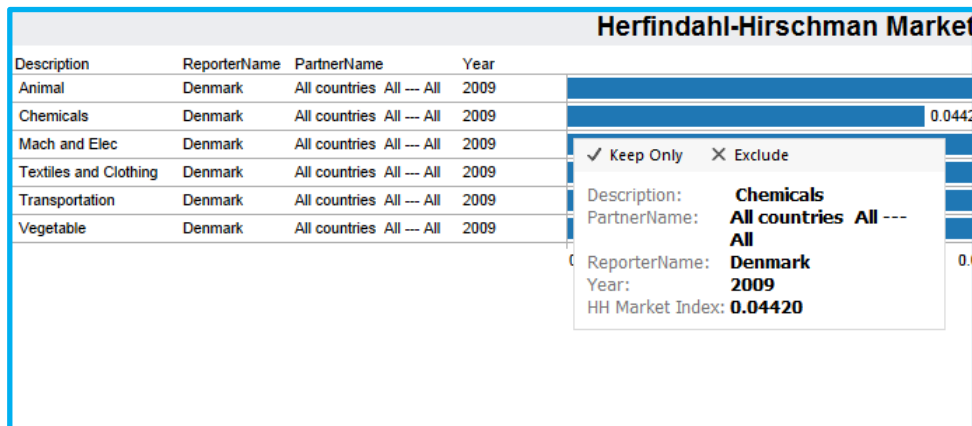 Herfindahl-Hirschman Market
Description ReporterName PartnerName Year
Animal Denmark All countries All --- All 2009
Chemicals Denmark All countries All --- All 2009 0.0442
Mach and Elec Denmark All countries All --- All 2009
Textiles and Clothing Denmark All countries All --- All 2009
Transportation Denmark All countries All --- All 2009
Vegetable Denmark All countries All --- All 2009
Keep Only Exclude
Description: Chemicals
PartnerName: All countries All ---
All
ReporterName: Denmark
Year: 2009
HH Market Index: 0.04420